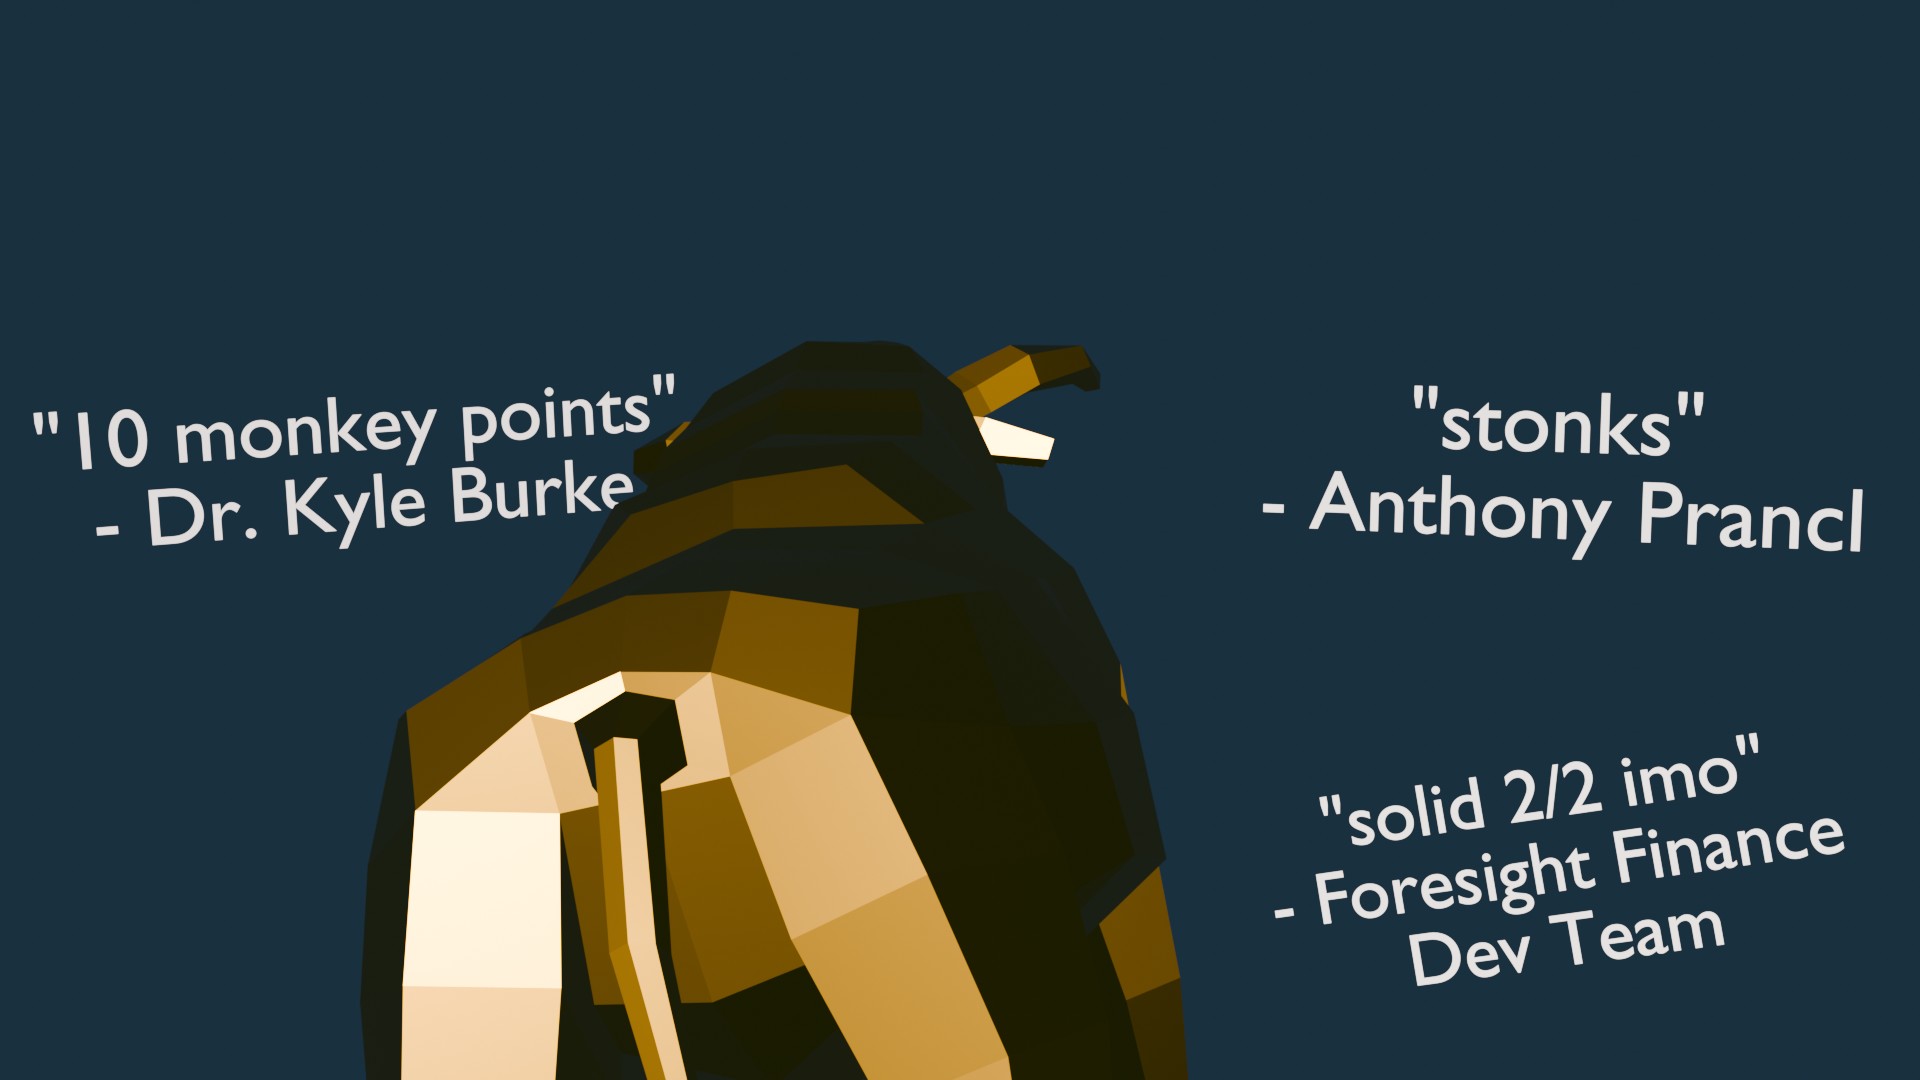 "10 monkey points"
- Dr. Kyle Burke
"stonks"
- Anthony Prancl
"solid 2/2 imo"
- Foresight Finance
Dev Team